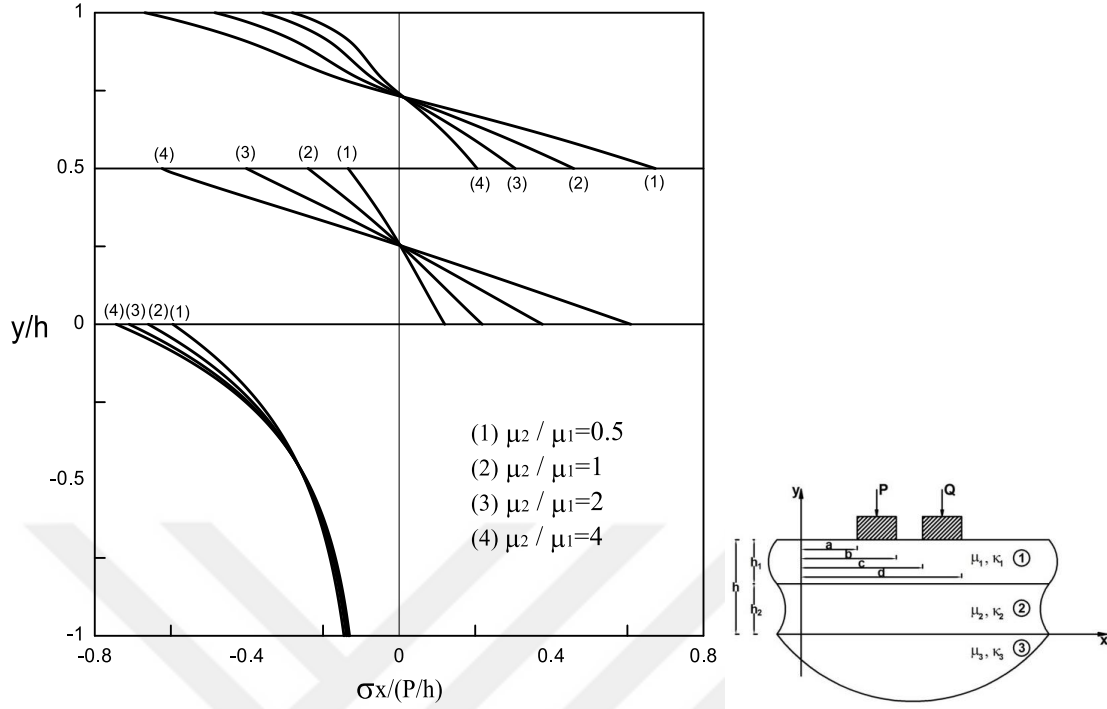 1
(4) (3) (2) (1)
0.5
(4) (3) (2) (1)
(4) (3) (2) (1)
y/h
0
(1) μ2 / μ1=0.5
(2) μ2 / μ1=1
-0.5
(3) μ2 / μ1=2
(4) μ2 / μ1=4
-1
-0.8 -0.4 0 0.4 0.8
σx/(P/h)
y P Q
a
b
c
d
h h₁ h₂
μ₁, κ₁ 1
μ₂, κ₂ 2
μ₃, κ₃ 3
x